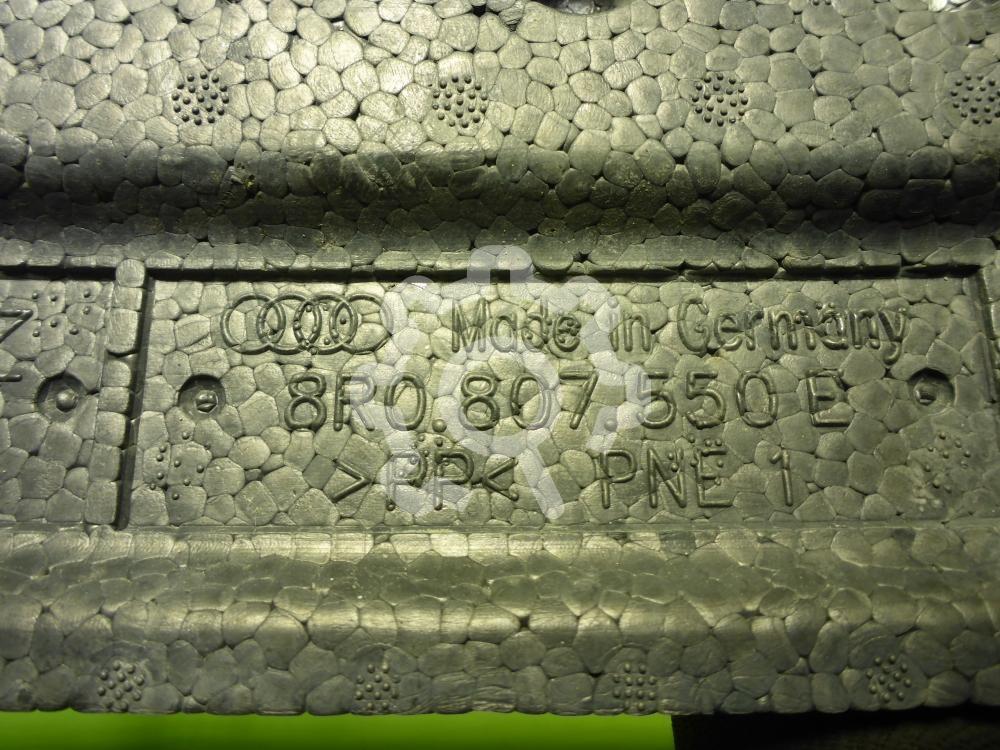 Made in Germany
8R0.807.550 E
>PP< PNE 1